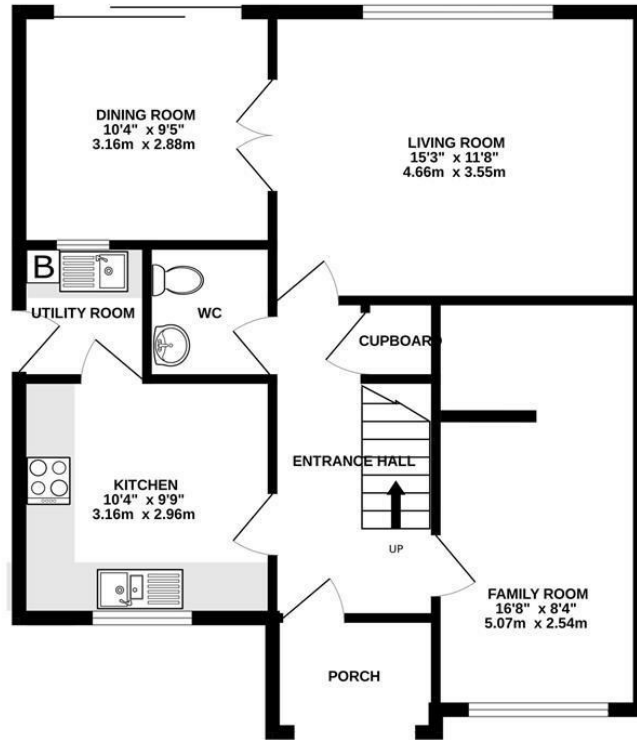 DINING ROOM
10'4" x 9'5"
3.16m x 2.88m
LIVING ROOM
15'3" x 11'8"
4.66m x 3.55m
B
UTILITY ROOM
WC
CUPBOARD
ENTRANCE HALL
KITCHEN
10'4" x 9'9"
3.16m x 2.96m
UP
FAMILY ROOM
16'8" x 8'4"
5.07m x 2.54m
PORCH